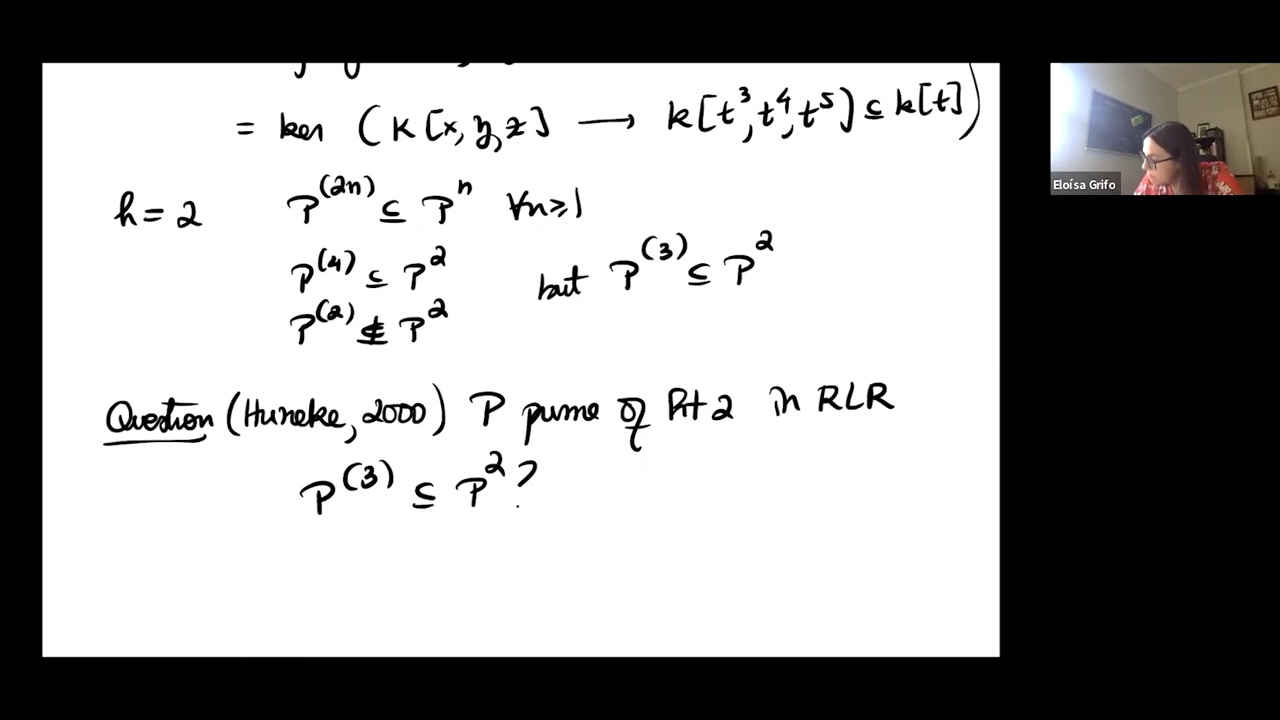 = ker (K[x, y, z] ⟶ k[t³, t⁴, t⁵] ⊆ k[t])
h = 2 P⁽²ⁿ⁾ ⊆ Pⁿ ∀n ≥ 1
P⁽⁴⁾ ⊆ P²
but P⁽³⁾ ⊆ P²
P⁽²⁾ ⊈ P²
Question (Huneke, 2000) P prime of ht 2 in RLR
P⁽³⁾ ⊆ P² ?
Eloísa Grifo